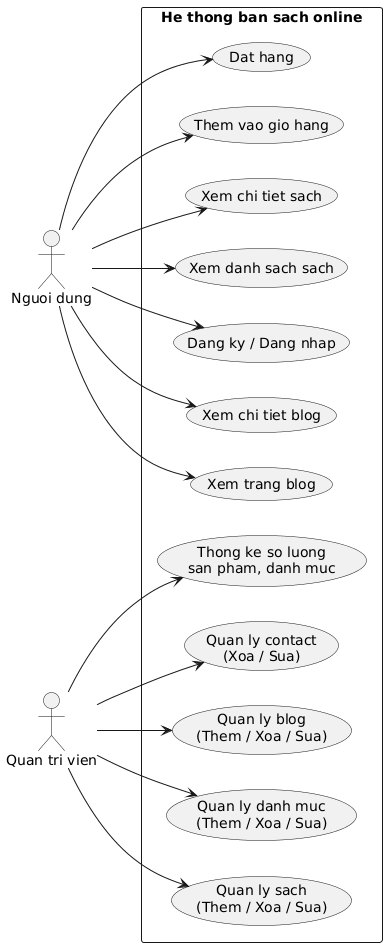 He thong ban sach online
Dat hang
Them vao gio hang
Xem chi tiet sach
Xem danh sach sach
Nguoi dung
Dang ky / Dang nhap
Xem chi tiet blog
Xem trang blog
Thong ke so luong
san pham, danh muc
Quan ly contact
(Xoa / Sua)
Quan ly blog
(Them / Xoa / Sua)
Quan tri vien
Quan ly danh muc
(Them / Xoa / Sua)
Quan ly sach
(Them / Xoa / Sua)